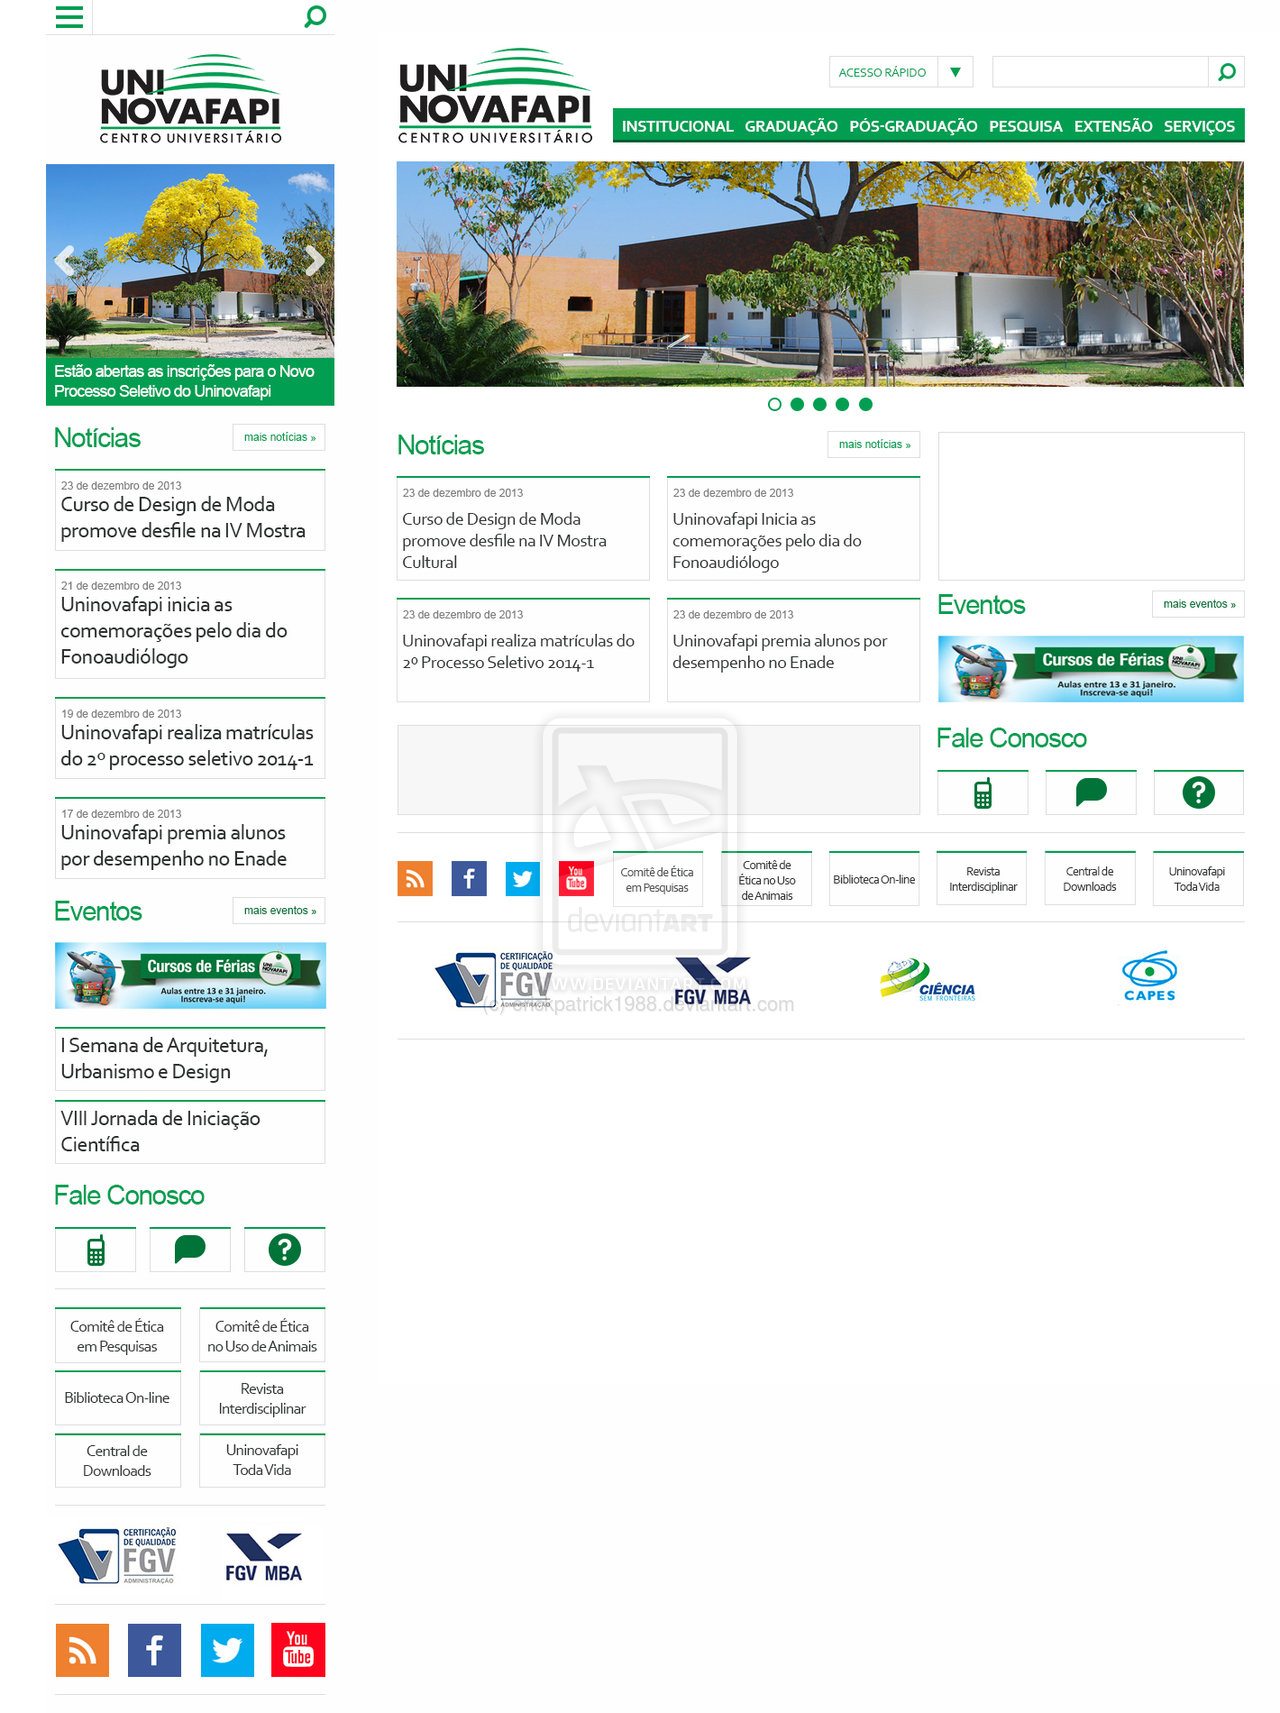 UNI
NOVAFAPI
CENTRO UNIVERSITÁRIO
Estão abertas as inscrições para o Novo
Processo Seletivo do Uninovafapi
Notícias
mais notícias »
23 de dezembro de 2013
Curso de Design de Moda
promove desfile na IV Mostra
21 de dezembro de 2013
Uninovafapi inicia as
comemorações pelo dia do
Fonoaudiólogo
19 de dezembro de 2013
Uninovafapi realiza matrículas
do 2º processo seletivo 2014-1
17 de dezembro de 2013
Uninovafapi premia alunos
por desempenho no Enade
Eventos
mais eventos »
Cursos de Férias
UNI
NOVAFAPI
Aulas entre 13 e 31 janeiro.
Inscreva-se aqui!
I Semana de Arquitetura,
Urbanismo e Design
VIII Jornada de Iniciação
Científica
Fale Conosco
Comitê de Ética
em Pesquisas
Comitê de Ética
no Uso de Animais
Biblioteca On-line
Revista
Interdisciplinar
Central de
Downloads
Uninovafapi
Toda Vida
CERTIFICAÇÃO
DE QUALIDADE
FGV
ADMINISTRAÇÃO
FGV MBA
You
Tube
UNI
NOVAFAPI
CENTRO UNIVERSITÁRIO
ACESSO RÁPIDO
INSTITUCIONAL GRADUAÇÃO PÓS-GRADUAÇÃO PESQUISA EXTENSÃO SERVIÇOS
Notícias
mais notícias »
23 de dezembro de 2013
Curso de Design de Moda
promove desfile na IV Mostra
Cultural
23 de dezembro de 2013
Uninovafapi Inicia as
comemorações pelo dia do
Fonoaudiólogo
23 de dezembro de 2013
Uninovafapi realiza matrículas do
2º Processo Seletivo 2014-1
23 de dezembro de 2013
Uninovafapi premia alunos por
desempenho no Enade
Eventos
mais eventos »
Cursos de Férias
UNI
NOVAFAPI
Aulas entre 13 e 31 janeiro.
Inscreva-se aqui!
Fale Conosco
You
Tube
Comitê de Ética
em Pesquisas
Comitê de
Ética no Uso
de Animais
Biblioteca On-line
Revista
Interdisciplinar
Central de
Downloads
Uninovafapi
Toda Vida
deviantART
WWW.DEVIANTART.COM
(c) erickpatrick1988.deviantart.com
CERTIFICAÇÃO
DE QUALIDADE
FGV
ADMINISTRAÇÃO
FGV MBA
CIÊNCIA
SEM FRONTEIRAS
CAPES